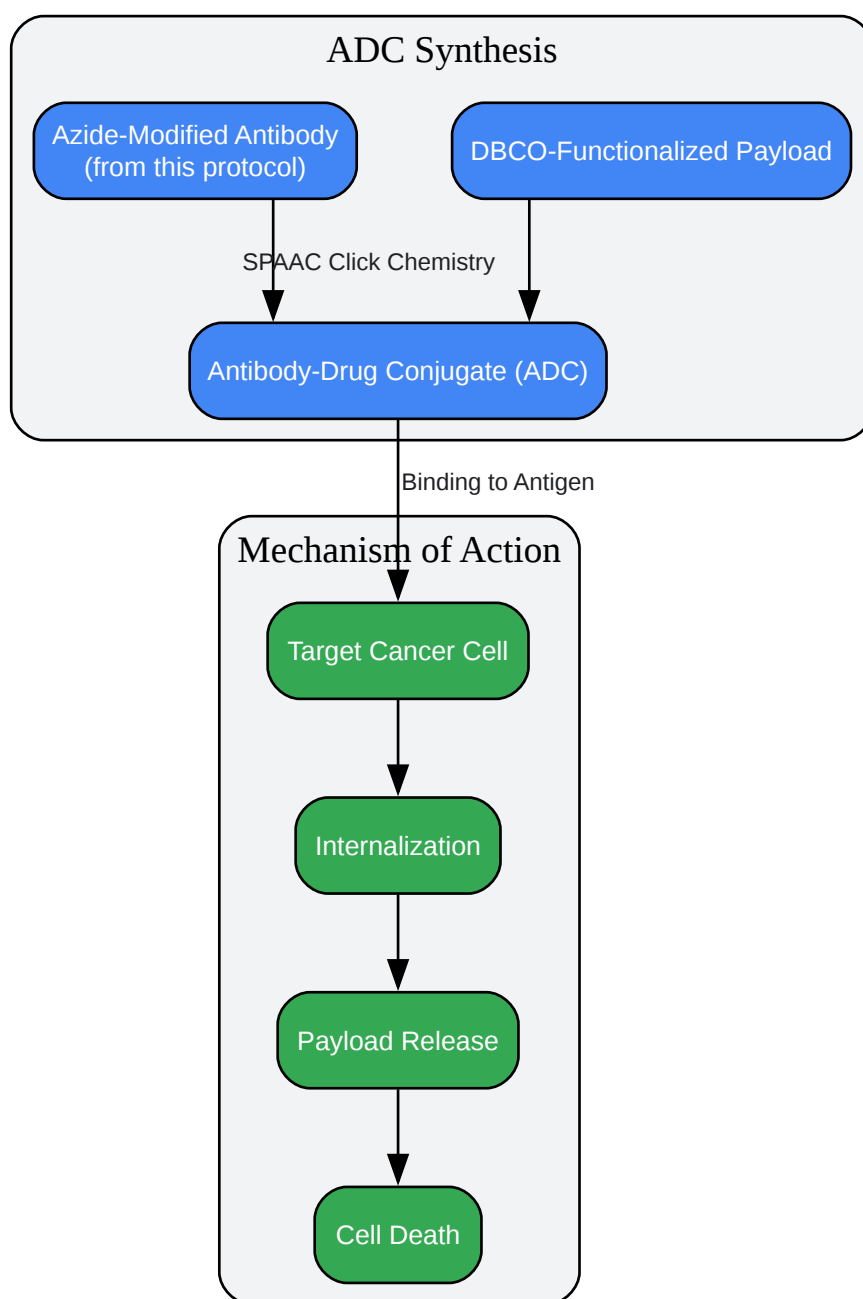 ADC Synthesis
Azide-Modified Antibody
(from this protocol)
DBCO-Functionalized Payload
SPAAC Click Chemistry
Antibody-Drug Conjugate (ADC)
Binding to Antigen
Mechanism of Action
Target Cancer Cell
Internalization
Payload Release
Cell Death